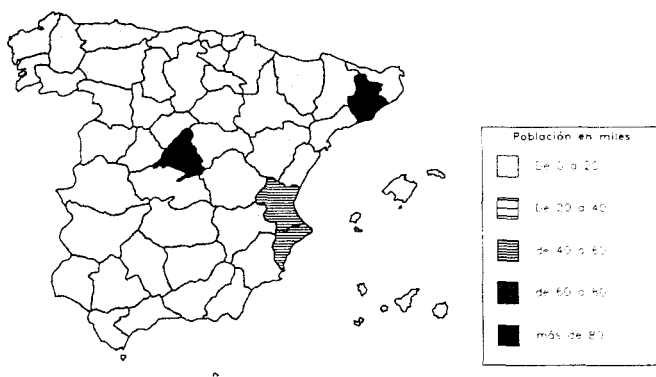 Población en miles
De 0 a 20
De 20 a 40
de 40 a 60
de 60 a 80
más de 80